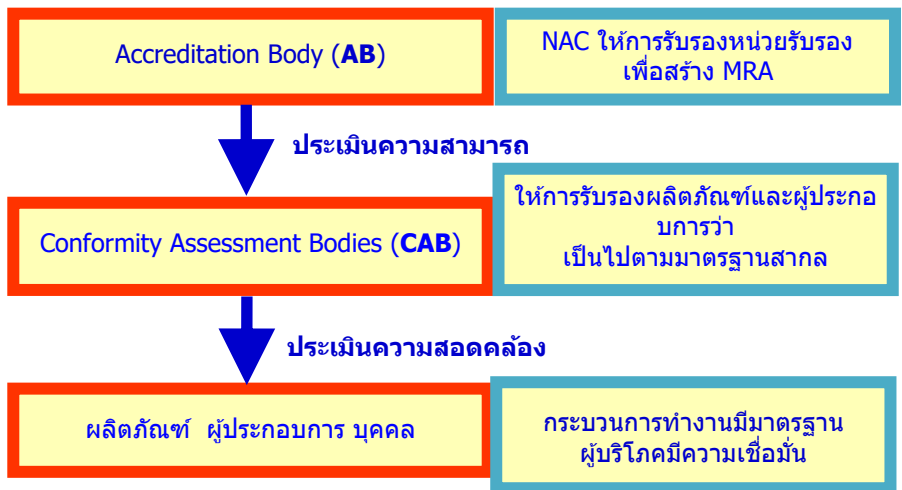 Accreditation Body (AB)
NAC ให้การรับรองหน่วยรับรอง
เพื่อสร้าง MRA
ประเมินความสามารถ
Conformity Assessment Bodies (CAB)
ให้การรับรองผลิตภัณฑ์และผู้ประกอ
บการว่า
เป็นไปตามมาตรฐานสากล
ประเมินความสอดคล้อง
ผลิตภัณฑ์ ผู้ประกอบการ บุคคล
กระบวนการทำงานมีมาตรฐาน
ผู้บริโภคมีความเชื่อมั่น